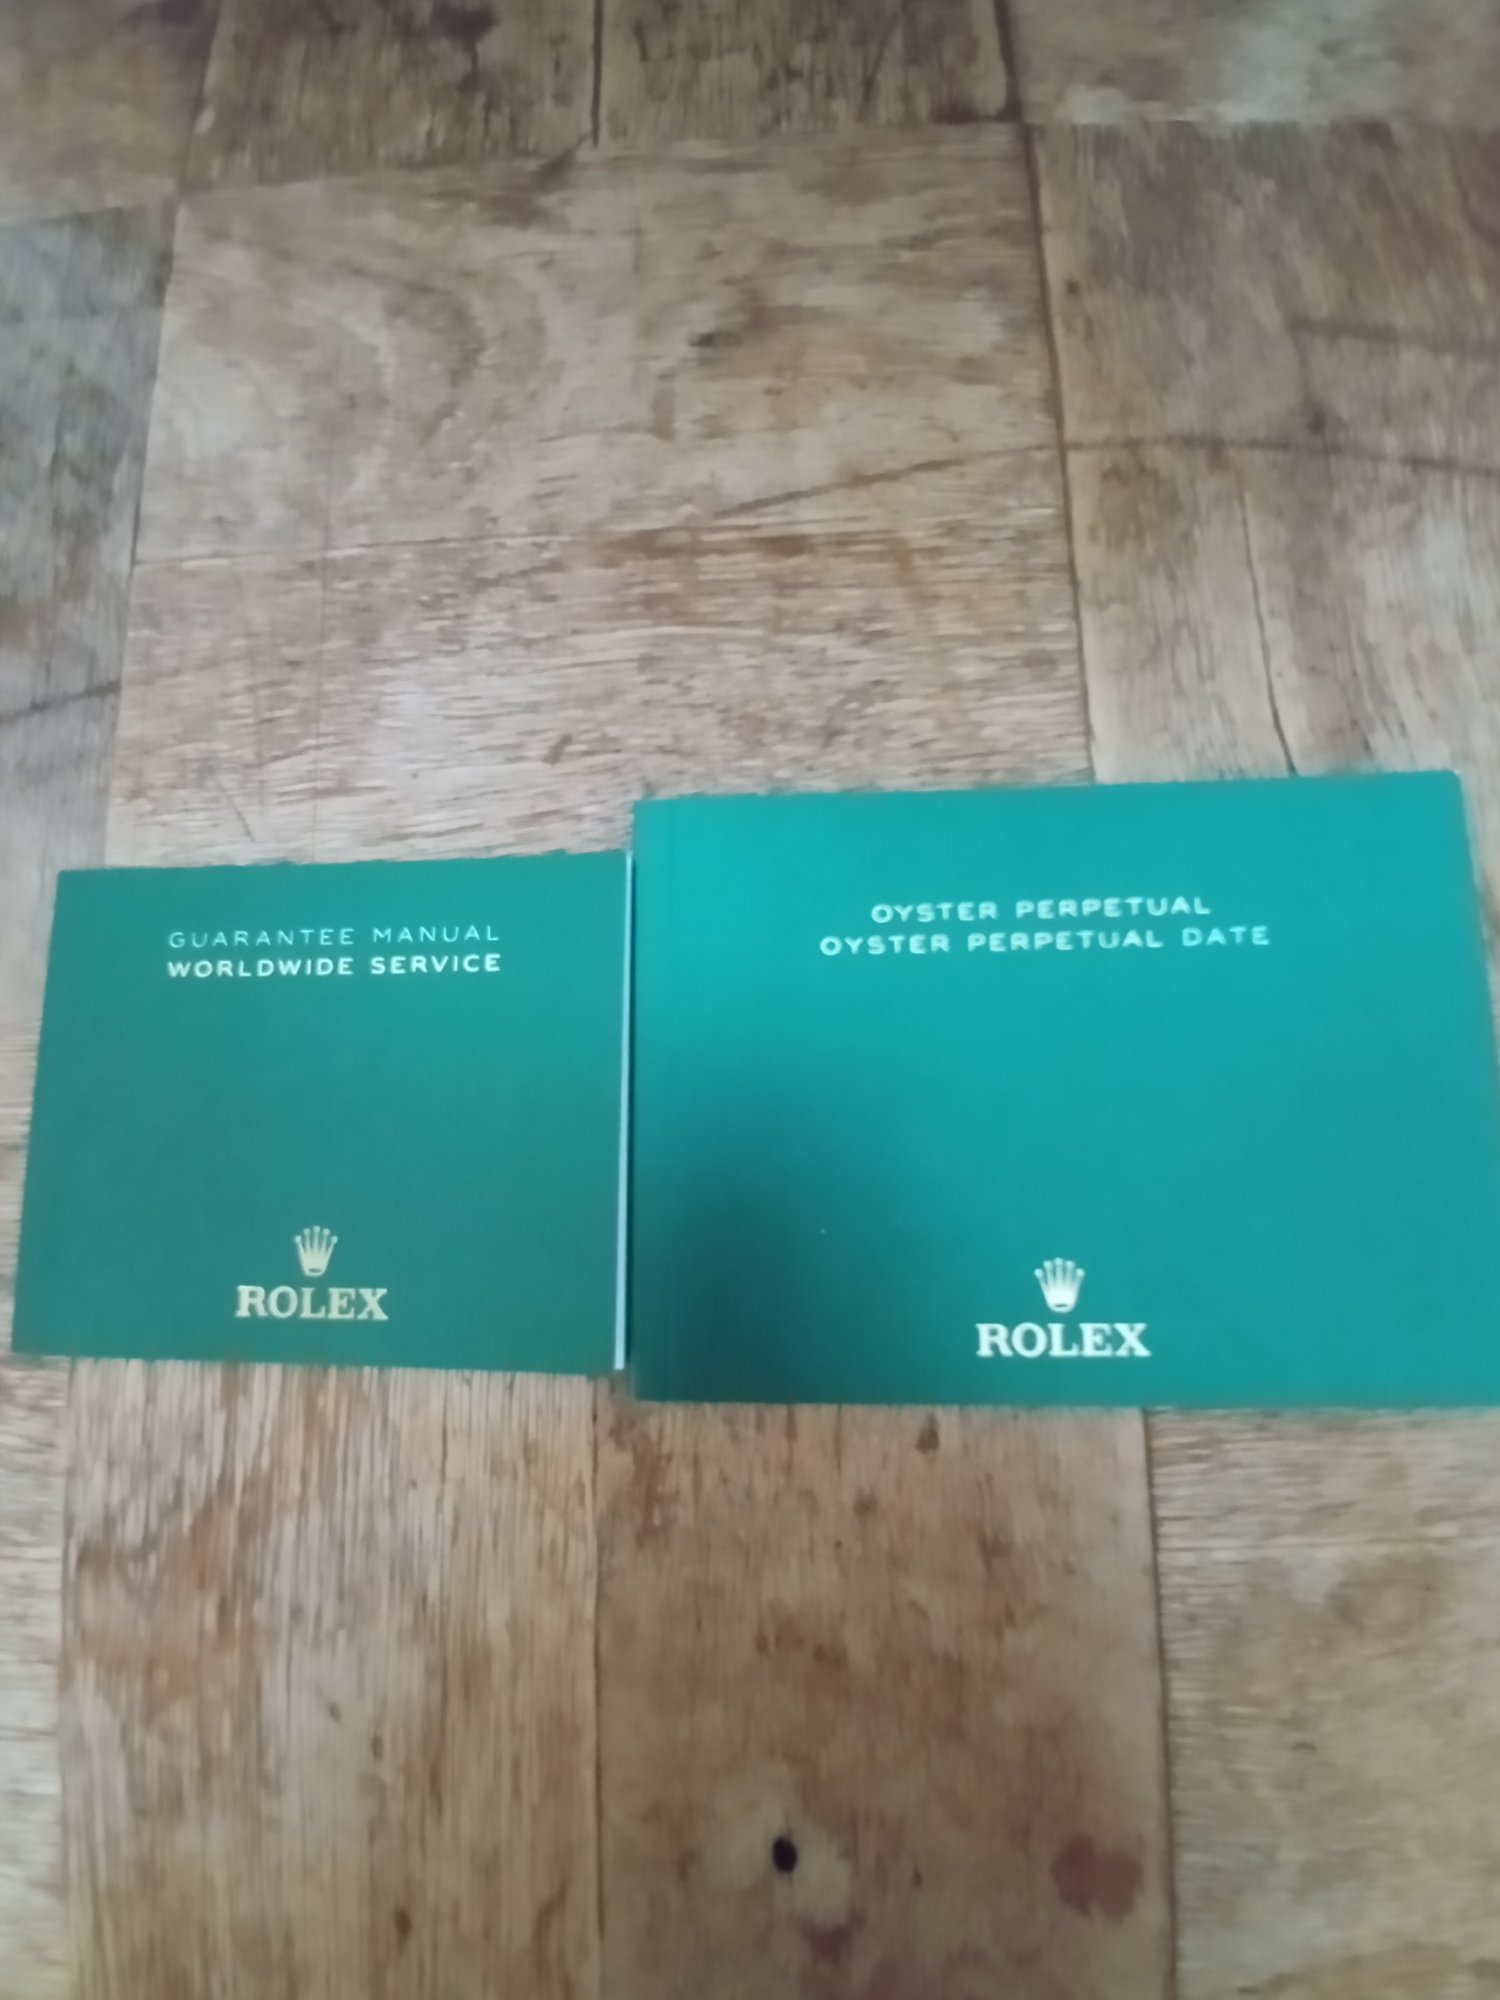 GUARANTEE MANUAL
WORLDWIDE SERVICE
ROLEX
OYSTER PERPETUAL
OYSTER PERPETUAL DATE
ROLEX